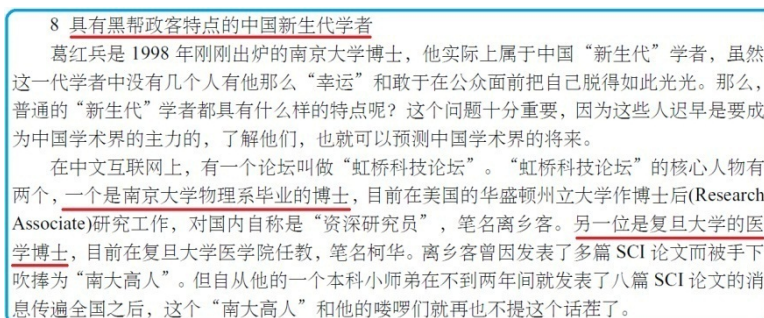 8 具有黑帮政客特点的中国新生代学者
葛红兵是 1998 年刚刚出炉的南京大学博士，他实际上属于中国“新生代”学者，虽然
这一代学者中没有几个人有他那么“幸运”和敢于在公众面前把自己脱得如此光光。那么，
普通的“新生代”学者都具有什么样的特点呢？这个问题十分重要，因为这些人迟早是要成
为中国学术界的主力的，了解他们，也就可以预测中国学术界的将来。
在中文互联网上，有一个论坛叫做“虹桥科技论坛”。“虹桥科技论坛”的核心人物有
两个，一个是南京大学物理系毕业的博士，目前在美国的华盛顿州立大学作博士后(Research
Associate)研究工作，对国内自称是“资深研究员”，笔名离乡客。另一位是复旦大学的医
学博士，目前在复旦大学医学院任教，笔名柯华。离乡客曾因发表了多篇 SCI 论文而被手下
吹捧为“南大高人”。但自从他的一个本科小师弟在不到两年间就发表了八篇 SCI 论文的消
息传遍全国之后，这个“南大高人”和他的喽啰们就再也不提这个话茬了。